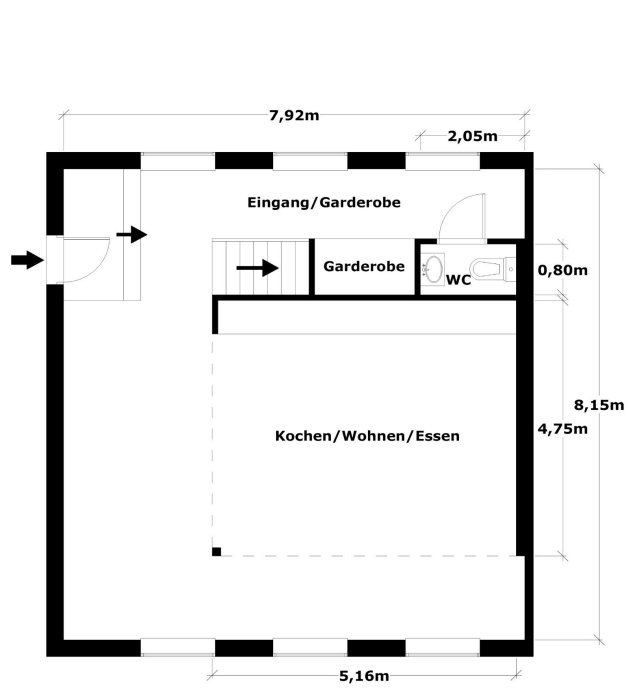 7,92m
2,05m
Eingang/Garderobe
Garderobe
WC
0,80m
8,15m
4,75m
Kochen/Wohnen/Essen
5,16m